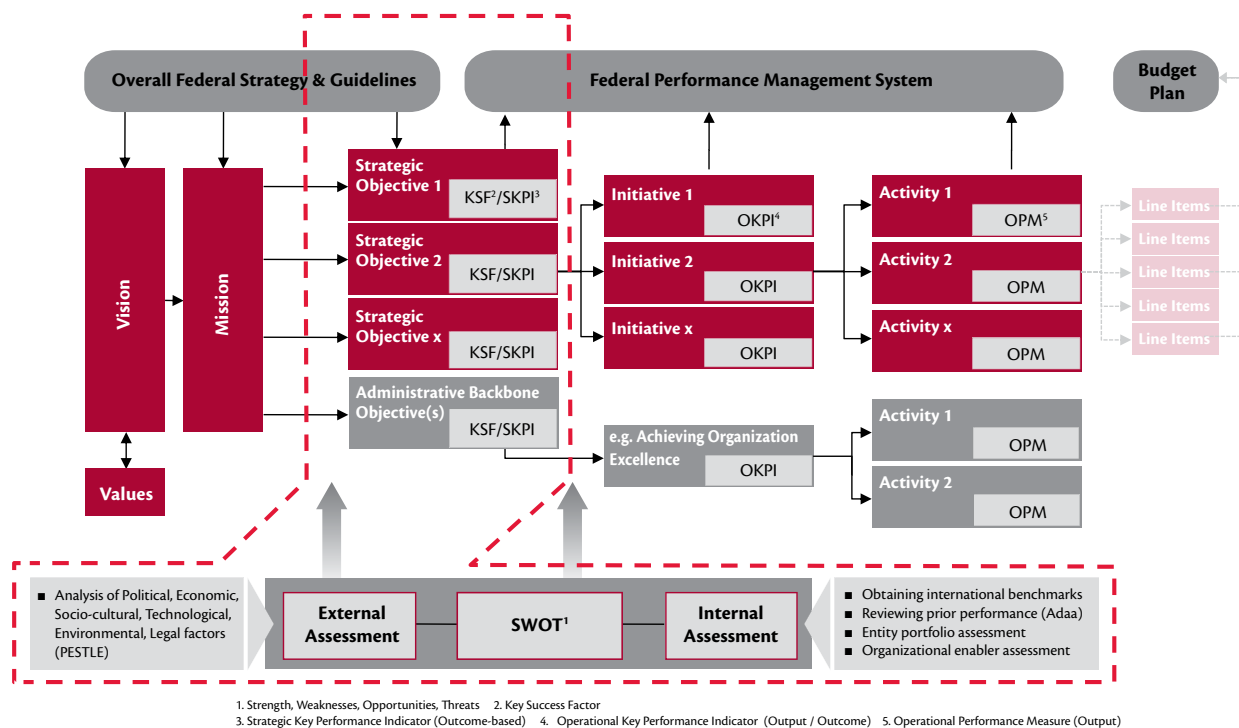 Overall Federal Strategy & Guidelines
Federal Performance Management System
Budget
Plan
Vision
Mission
Values
Strategic
Objective 1
KSF²/SKPI³
Strategic
Objective 2
KSF/SKPI
Strategic
Objective x
KSF/SKPI
Administrative Backbone
Objective(s)
KSF/SKPI
Initiative 1
OKPI⁴
Initiative 2
OKPI
Initiative x
OKPI
e.g. Achieving Organization
Excellence
OKPI
Activity 1
OPM⁵
Activity 2
OPM
Activity x
OPM
Activity 1
OPM
Activity 2
OPM
Line Items
Line Items
Line Items
Line Items
Line Items
■ Analysis of Political, Economic,
Socio-cultural, Technological,
Environmental, Legal factors
(PESTLE)
External
Assessment
SWOT¹
Internal
Assessment
■ Obtaining international benchmarks
■ Reviewing prior performance (Adaa)
■ Entity portfolio assessment
■ Organizational enabler assessment
1. Strength, Weaknesses, Opportunities, Threats 2. Key Success Factor
3. Strategic Key Performance Indicator (Outcome-based) 4. Operational Key Performance Indicator (Output / Outcome) 5. Operational Performance Measure (Output)